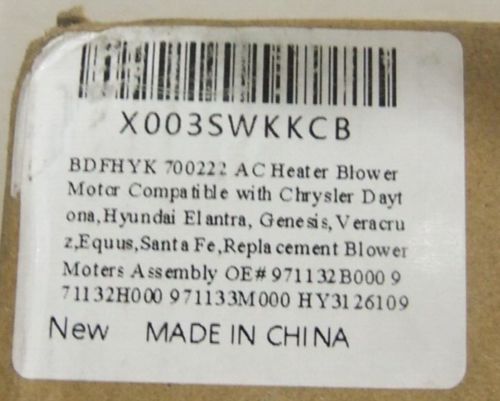 X003SWKKCB
BDFHYK 700222 AC Heater Blower
Motor Compatible with Chrysler Dayt
ona,Hyundai Elantra, Genesis,Veracru
z,Equus,Santa Fe,Replacement Blower
Moters Assembly OE# 971132B000 9
71132H000 971133M000 HY3126109
New MADE IN CHINA